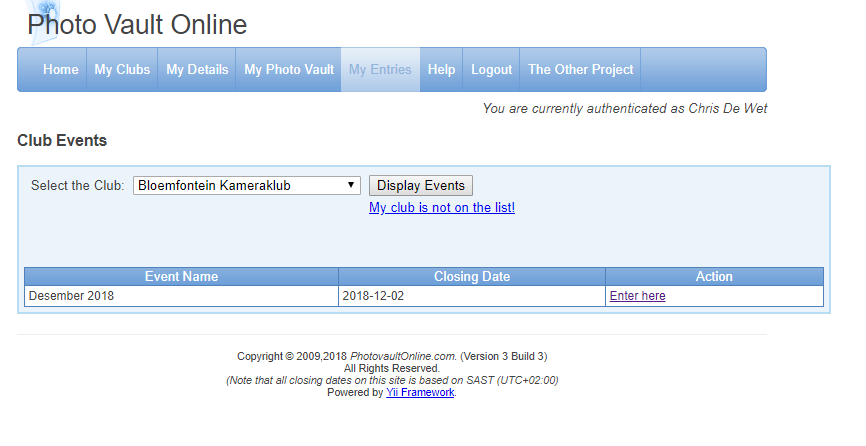 Photo Vault Online
Home My Clubs My Details My Photo Vault My Entries Help Logout The Other Project
You are currently authenticated as Chris De Wet
Club Events
Select the Club: Bloemfontein Kameraklub Display Events
My club is not on the list!
Event Name Closing Date Action
Desember 2018 2018-12-02 Enter here
Copyright © 2009,2018 PhotovaultOnline.com. (Version 3 Build 3)
All Rights Reserved.
(Note that all closing dates on this site is based on SAST (UTC+02:00)
Powered by Yii Framework.